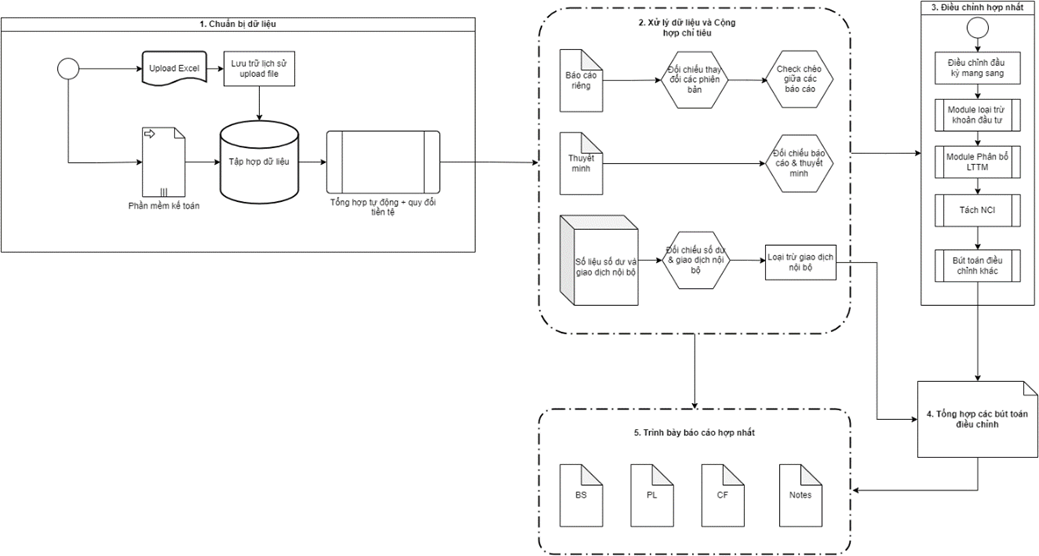 1. Chuẩn bị dữ liệu
Upload Excel
Lưu trữ lịch sử
upload file
Phần mềm kế toán
Tập hợp dữ liệu
Tổng hợp tự động + quy đổi
tiền tệ
2. Xử lý dữ liệu và Cộng
hợp chỉ tiêu
Báo cáo
riêng
Đối chiếu thay
đổi các phiên
bản
Check chéo
giữa các
báo cáo
Thuyết
minh
Đối chiếu báo
cáo & thuyết
minh
Số liệu số dư và
giao dịch nội bộ
Đối chiếu số dư
& giao dịch nội
bộ
Loại trừ giao dịch
nội bộ
3. Điều chỉnh hợp nhất
Điều chỉnh đầu
kỳ mang sang
Module loại trừ
khoản đầu tư
Module Phân bổ
LTTM
Tách NCI
Bút toán điều
chỉnh khác
4. Tổng hợp các bút toán
điều chỉnh
5. Trình bày báo cáo hợp nhất
BS
PL
CF
Notes